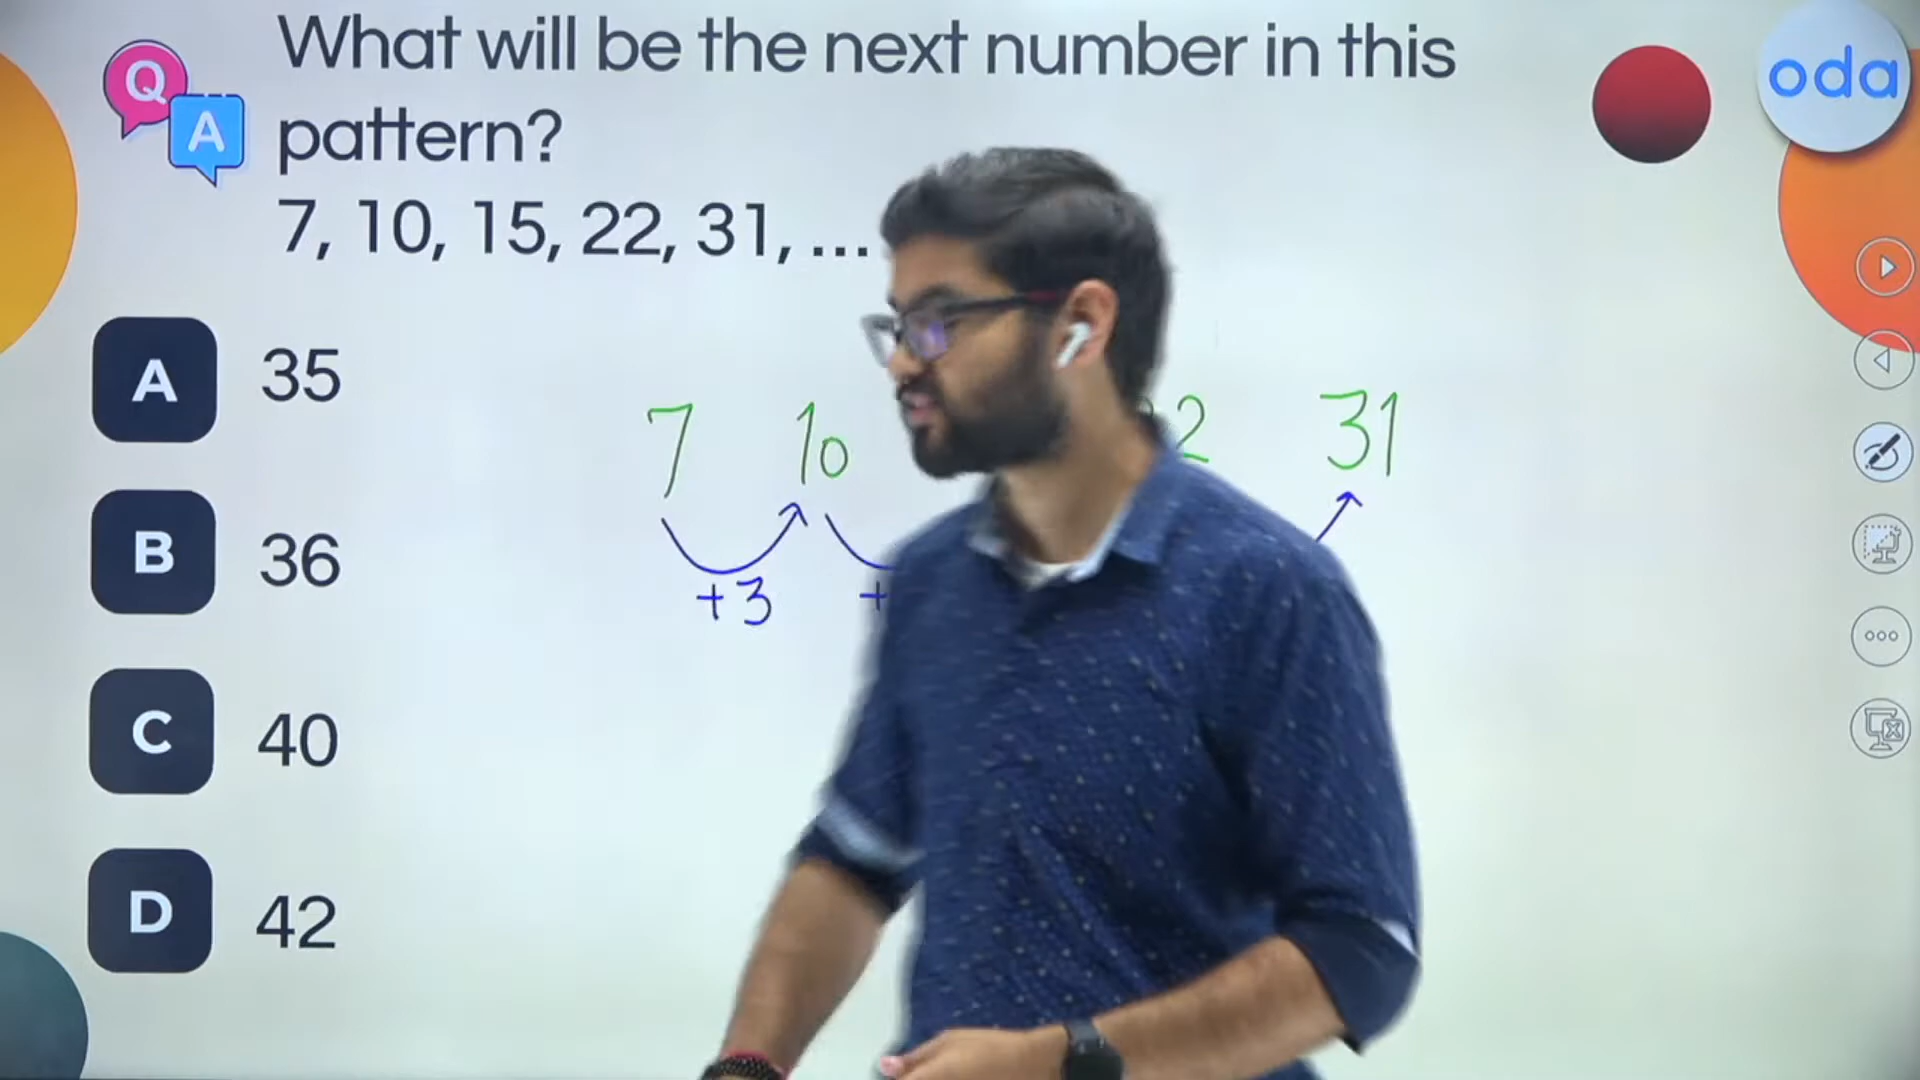 What will be the next number in this
pattern?
7, 10, 15, 22, 31, ...
Q
A
oda
A 35
B 36
C 40
D 42
7 10 31
+3 +